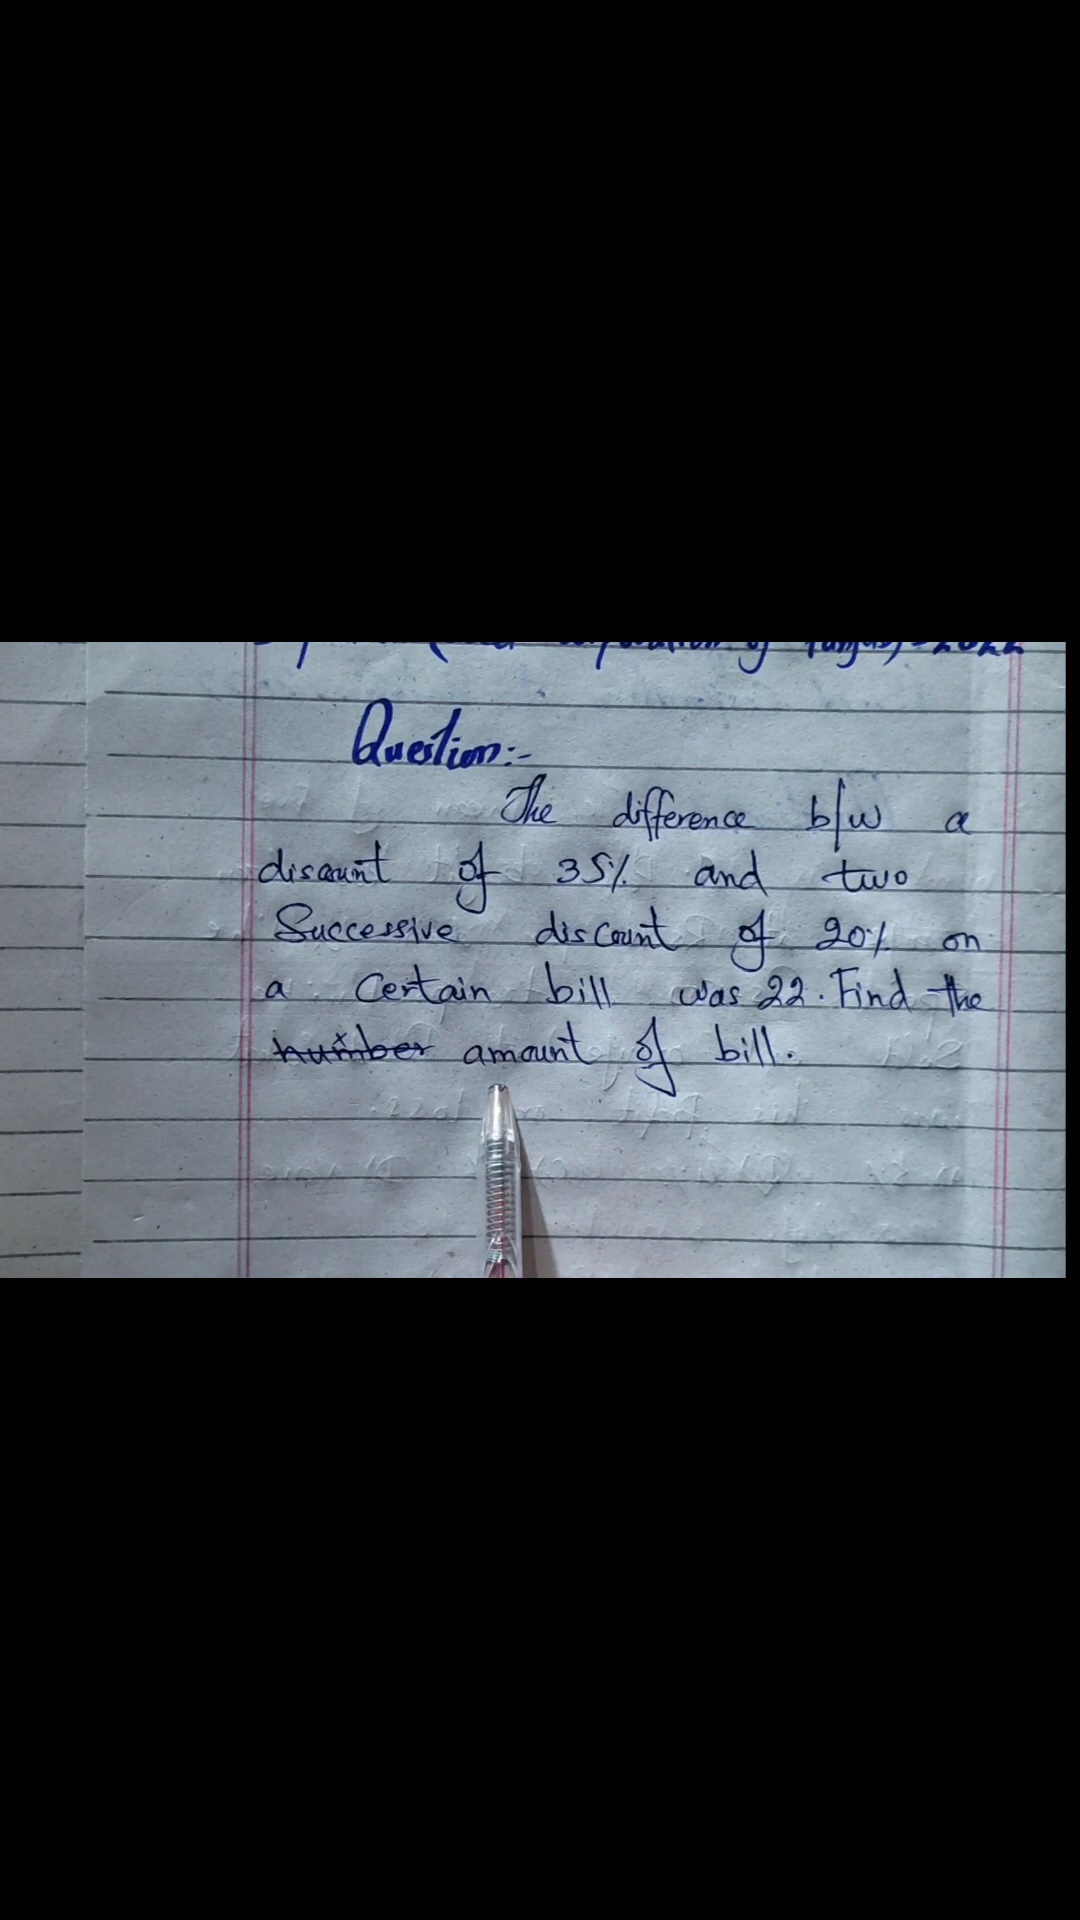 Question:-
The difference b/w a
discount of 35% and two
Successive discount of 20% on
a certain bill was 22. Find the
number amount of bill.